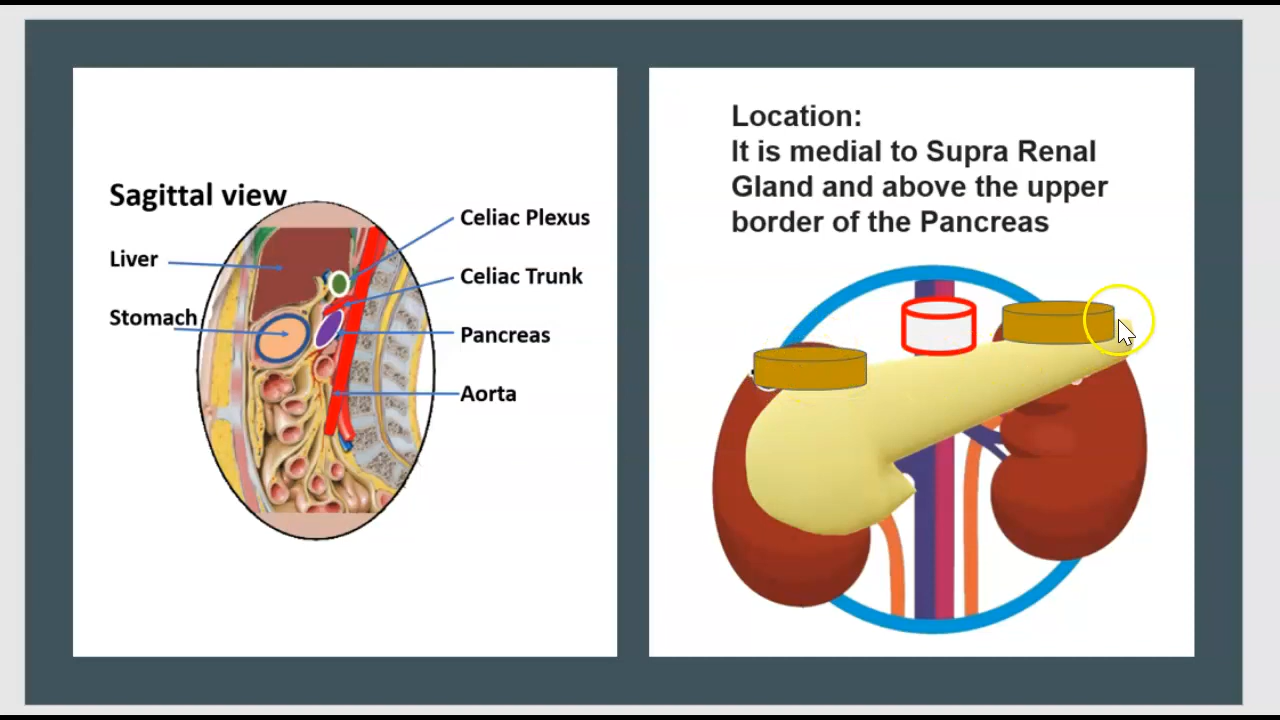 Sagittal view
Liver
Stomach
Celiac Plexus
Celiac Trunk
Pancreas
Aorta
Location:
It is medial to Supra Renal
Gland and above the upper
border of the Pancreas